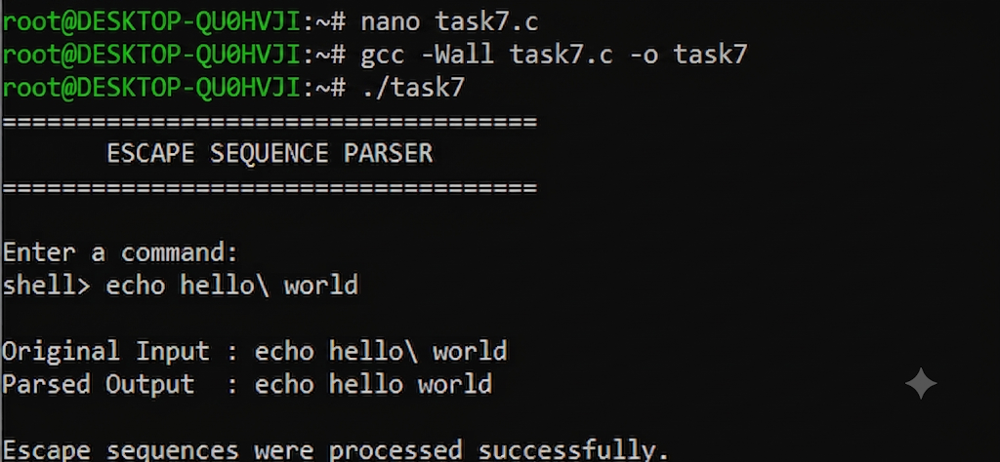 root@DESKTOP-QU0HVJI:~# nano task7.c
root@DESKTOP-QU0HVJI:~# gcc -Wall task7.c -o task7
root@DESKTOP-QU0HVJI:~# ./task7
====================================
       ESCAPE SEQUENCE PARSER
====================================
Enter a command:
shell> echo hello\ world
Original Input : echo hello\ world
Parsed Output  : echo hello world
Escape sequences were processed successfully.